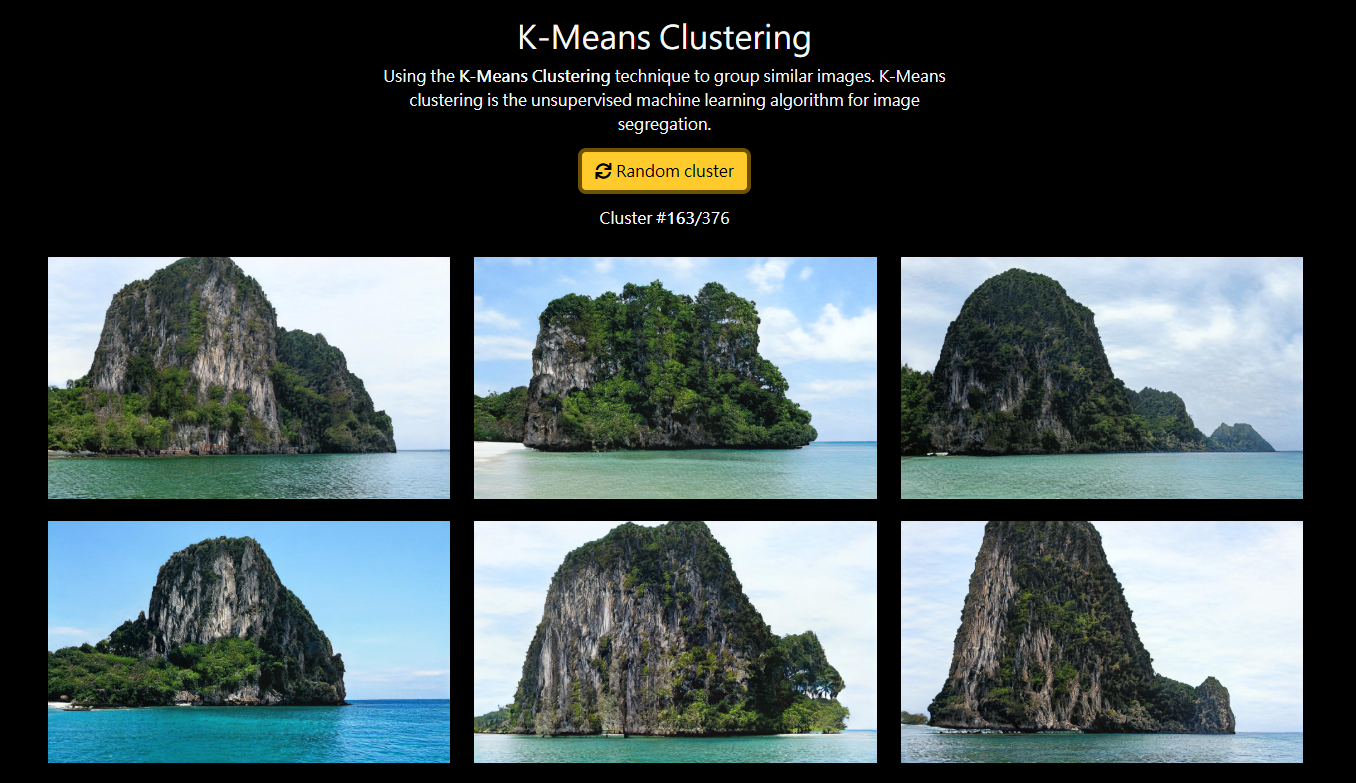 K-Means Clustering
Using the K-Means Clustering technique to group similar images. K-Means
clustering is the unsupervised machine learning algorithm for image
segregation.
Random cluster
Cluster #163/376